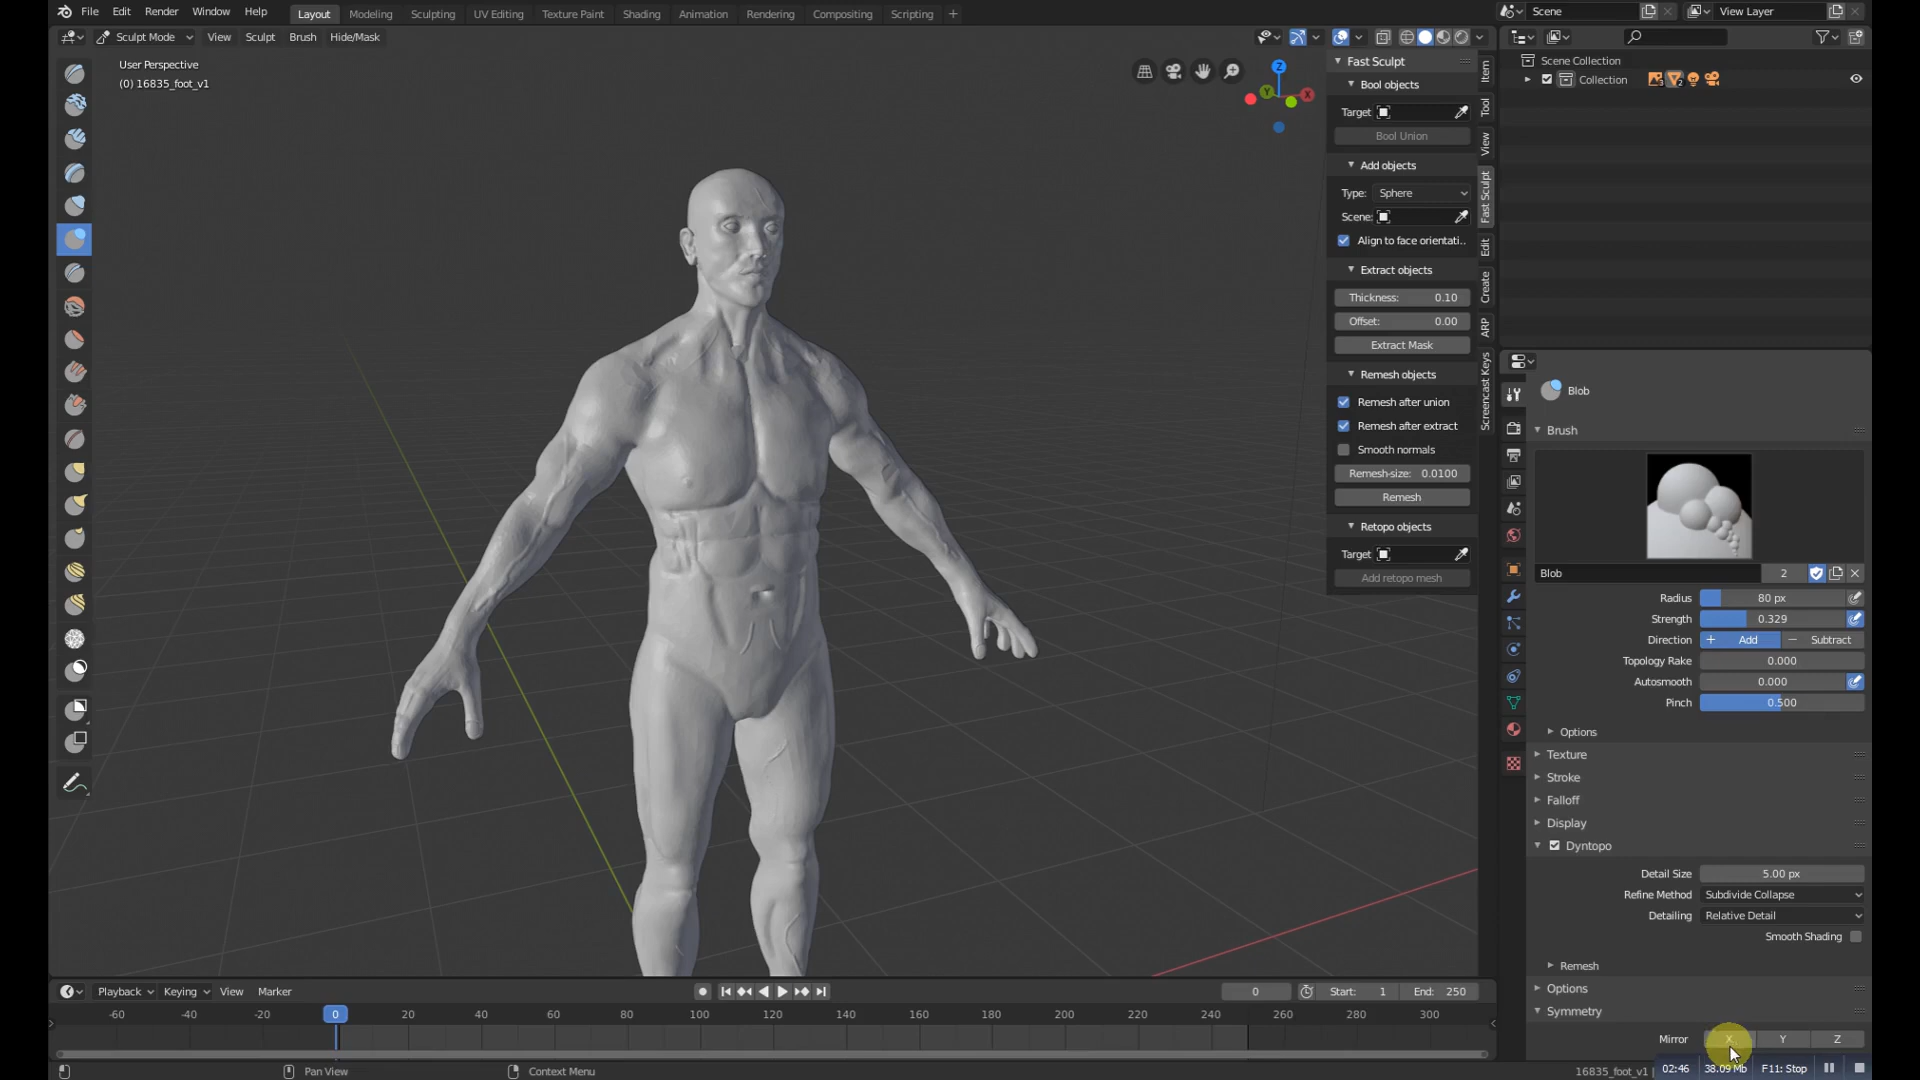 File Edit Render Window Help Layout Modeling Sculpting UV Editing Texture Paint Shading Animation Rendering Compositing Scripting + Scene View Layer
Sculpt Mode View Sculpt Brush Hide/Mask
User Perspective
(0) 16835_foot_v1
Z
Y
X
Fast Sculpt
Bool objects
Target
Bool Union
Add objects
Type: Sphere
Scene:
Align to face orientati..
Extract objects
Thickness: 0.10
Offset: 0.00
Extract Mask
Remesh objects
Remesh after union
Remesh after extract
Smooth normals
Remesh-size: 0.0100
Remesh
Retopo objects
Target
Add retopo mesh
Item
Tool
View
Fast Sculpt
Edit
Create
ARP
Screencast Keys
Scene Collection
Collection
Blob
Brush
Blob 2
Radius 80 px
Strength 0.329
Direction + Add − Subtract
Topology Rake 0.000
Autosmooth 0.000
Pinch 0.500
Options
Texture
Stroke
Falloff
Display
Dyntopo
Detail Size 5.00 px
Refine Method Subdivide Collapse
Detailing Relative Detail
Smooth Shading
Remesh
Options
Symmetry
Mirror X Y Z
Playback Keying View Marker 0 Start: 1 End: 250
-60 -40 -20 0 20 40 60 80 100 120 140 160 180 200 220 240 260 280 300
Pan View Context Menu 16835_foot_v1 02:46 38.09 Mb F11: Stop